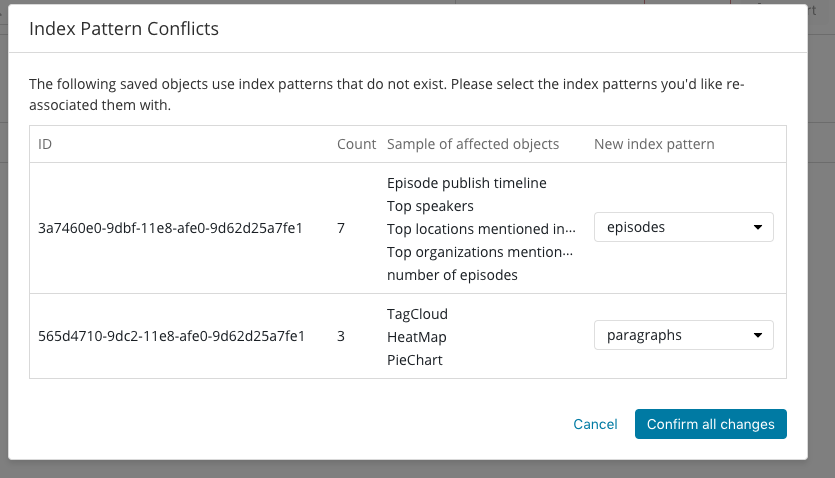 Index Pattern Conflicts
The following saved objects use index patterns that do not exist. Please select the index patterns you'd like re-
associated them with.
ID Count Sample of affected objects New index pattern
3a7460e0-9dbf-11e8-afe0-9d62d25a7fe1 7 Episode publish timeline
Top speakers
Top locations mentioned in···
Top organizations mention···
number of episodes
episodes
565d4710-9dc2-11e8-afe0-9d62d25a7fe1 3 TagCloud
HeatMap
PieChart
paragraphs
Cancel Confirm all changes